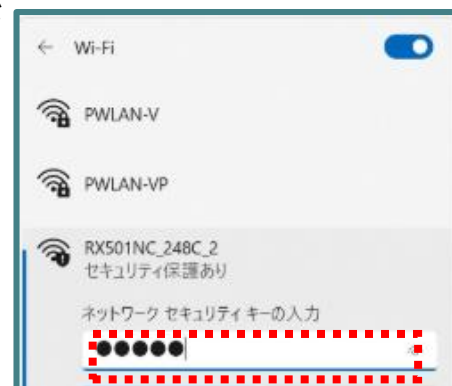 Wi-Fi
PWLAN-V
PWLAN-VP
RX501NC_248C_2
セキュリティ保護あり
ネットワーク セキュリティ キーの入力
●●●●●